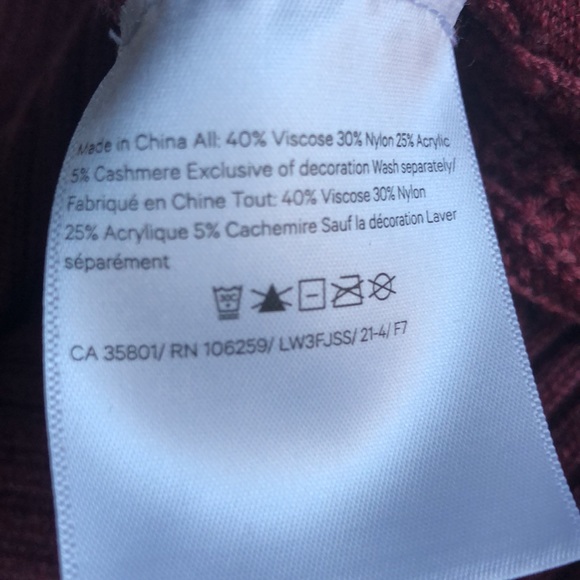 Made in China All: 40% Viscose 30% Nylon 25% Acrylic
5% Cashmere Exclusive of decoration Wash separately/
Fabriqué en Chine Tout: 40% Viscose 30% Nylon
25% Acrylique 5% Cachemire Sauf la décoration Laver
séparément
30C
CA 35801/ RN 106259/ LW3FJSS/ 21-4/ F7